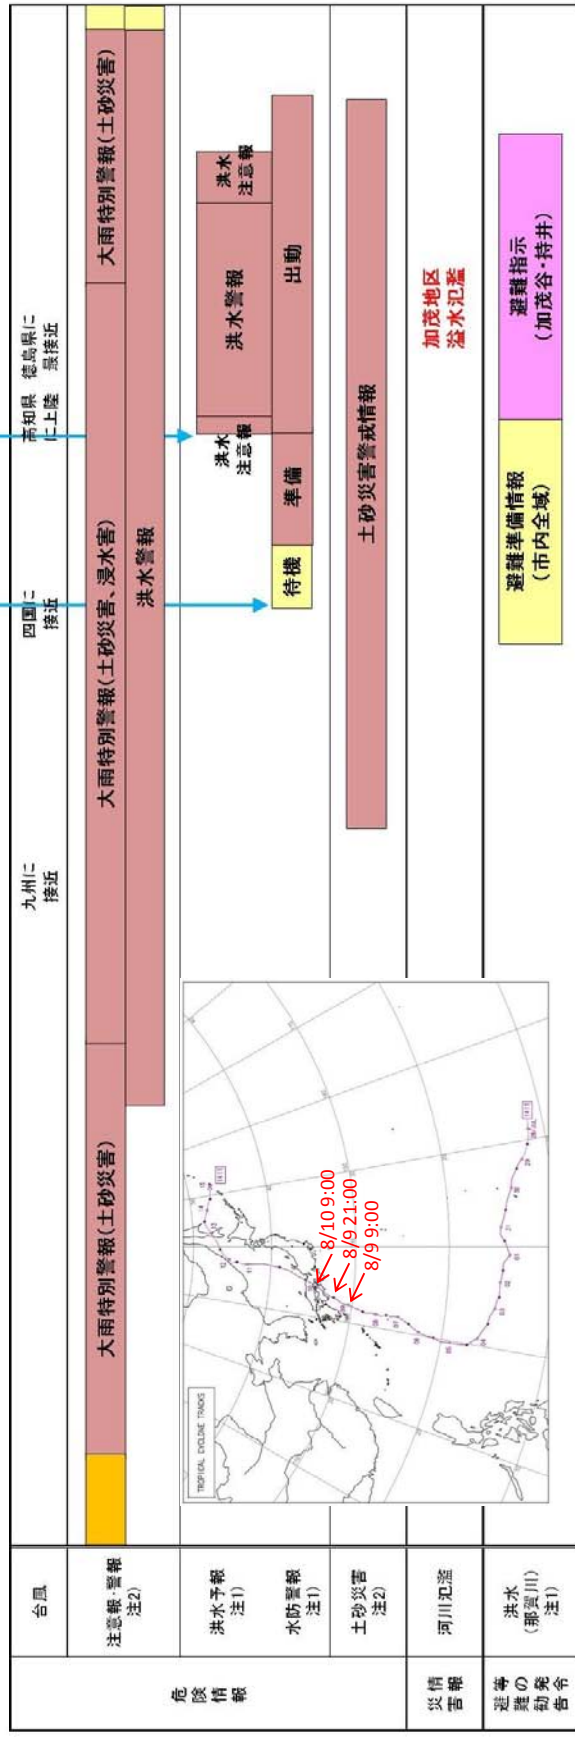 台風
九州に
接近
四国に
接近
高知県
に上陸
徳島県に
最接近
危険情報
注意報・警報
注2)
大雨特別警報(土砂災害)
大雨特別警報(土砂災害、浸水害)
大雨特別警報(土砂災害)
洪水警報
洪水予報
注1)
洪水
注意報
洪水警報
洪水
注意報
水防警報
注1)
待機
準備
出動
土砂災害
注2)
土砂災害警戒情報
災害情報
河川氾濫
加茂地区
溢水氾濫
避難等の勧告発令
洪水
(那賀川)
注1)
避難準備情報
(市内全域)
避難指示
(加茂谷・持井)
TROPICAL CYCLONE TRACKS
8/10 9:00
8/9 21:00
8/9 9:00